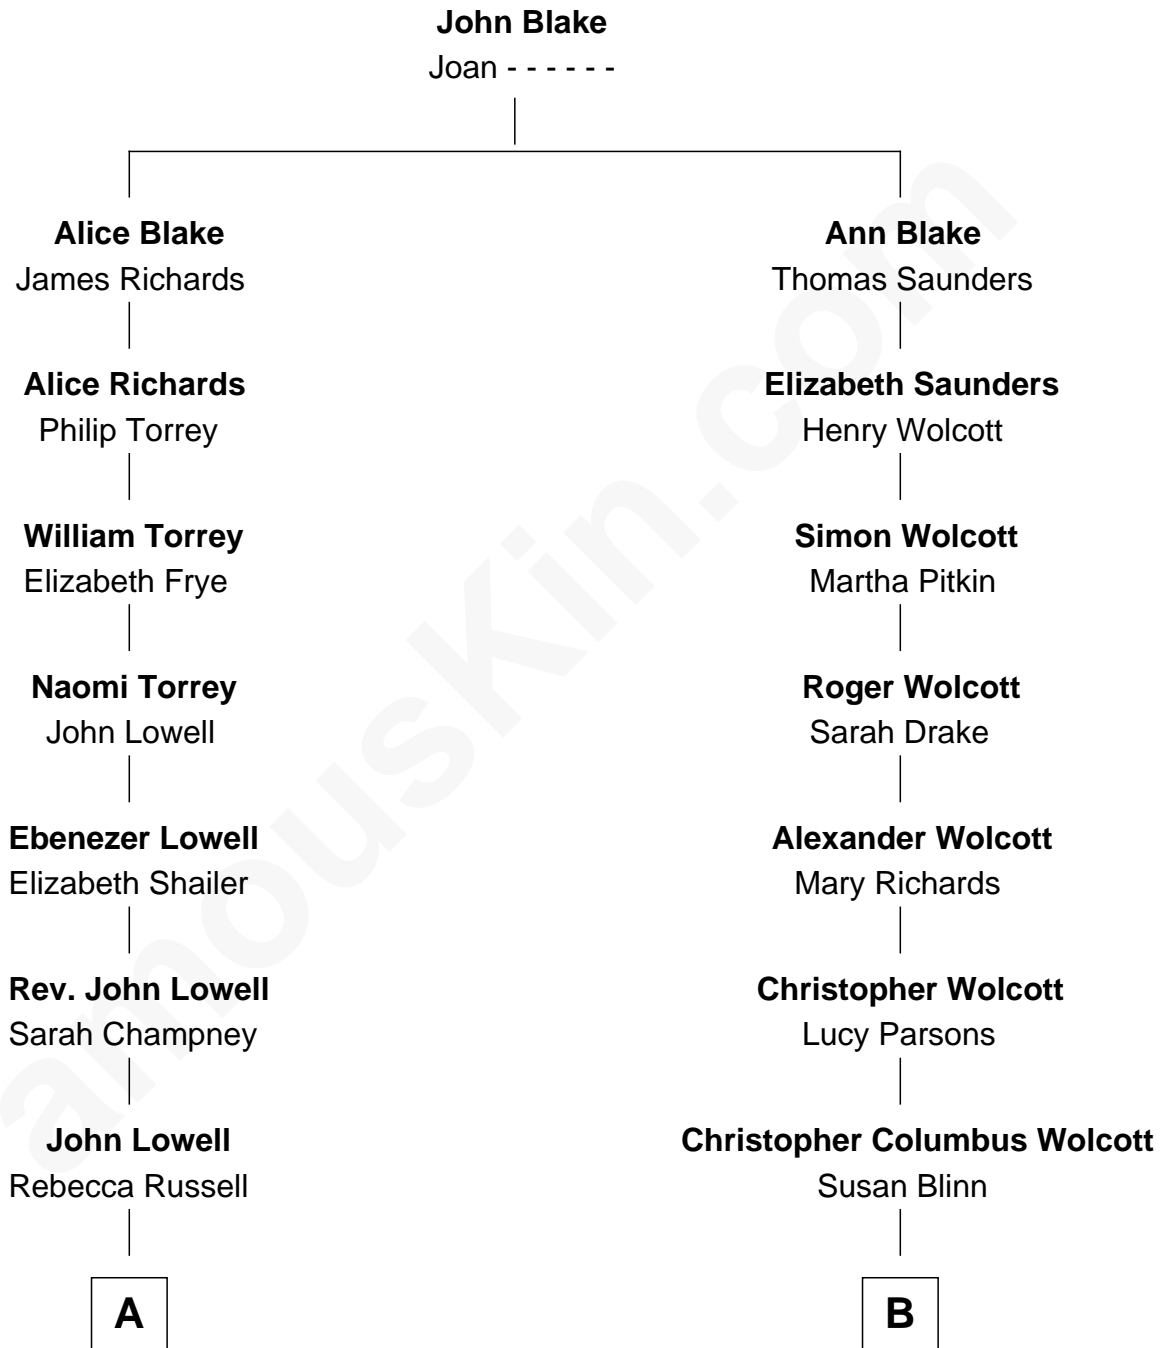 John Blake
Joan - - - - - -
Alice Blake
James Richards
Alice Richards
Philip Torrey
William Torrey
Elizabeth Frye
Naomi Torrey
John Lowell
Ebenezer Lowell
Elizabeth Shailer
Rev. John Lowell
Sarah Champney
John Lowell
Rebecca Russell
A
Ann Blake
Thomas Saunders
Elizabeth Saunders
Henry Wolcott
Simon Wolcott
Martha Pitkin
Roger Wolcott
Sarah Drake
Alexander Wolcott
Mary Richards
Christopher Wolcott
Lucy Parsons
Christopher Columbus Wolcott
Susan Blinn
B
amouskin.com